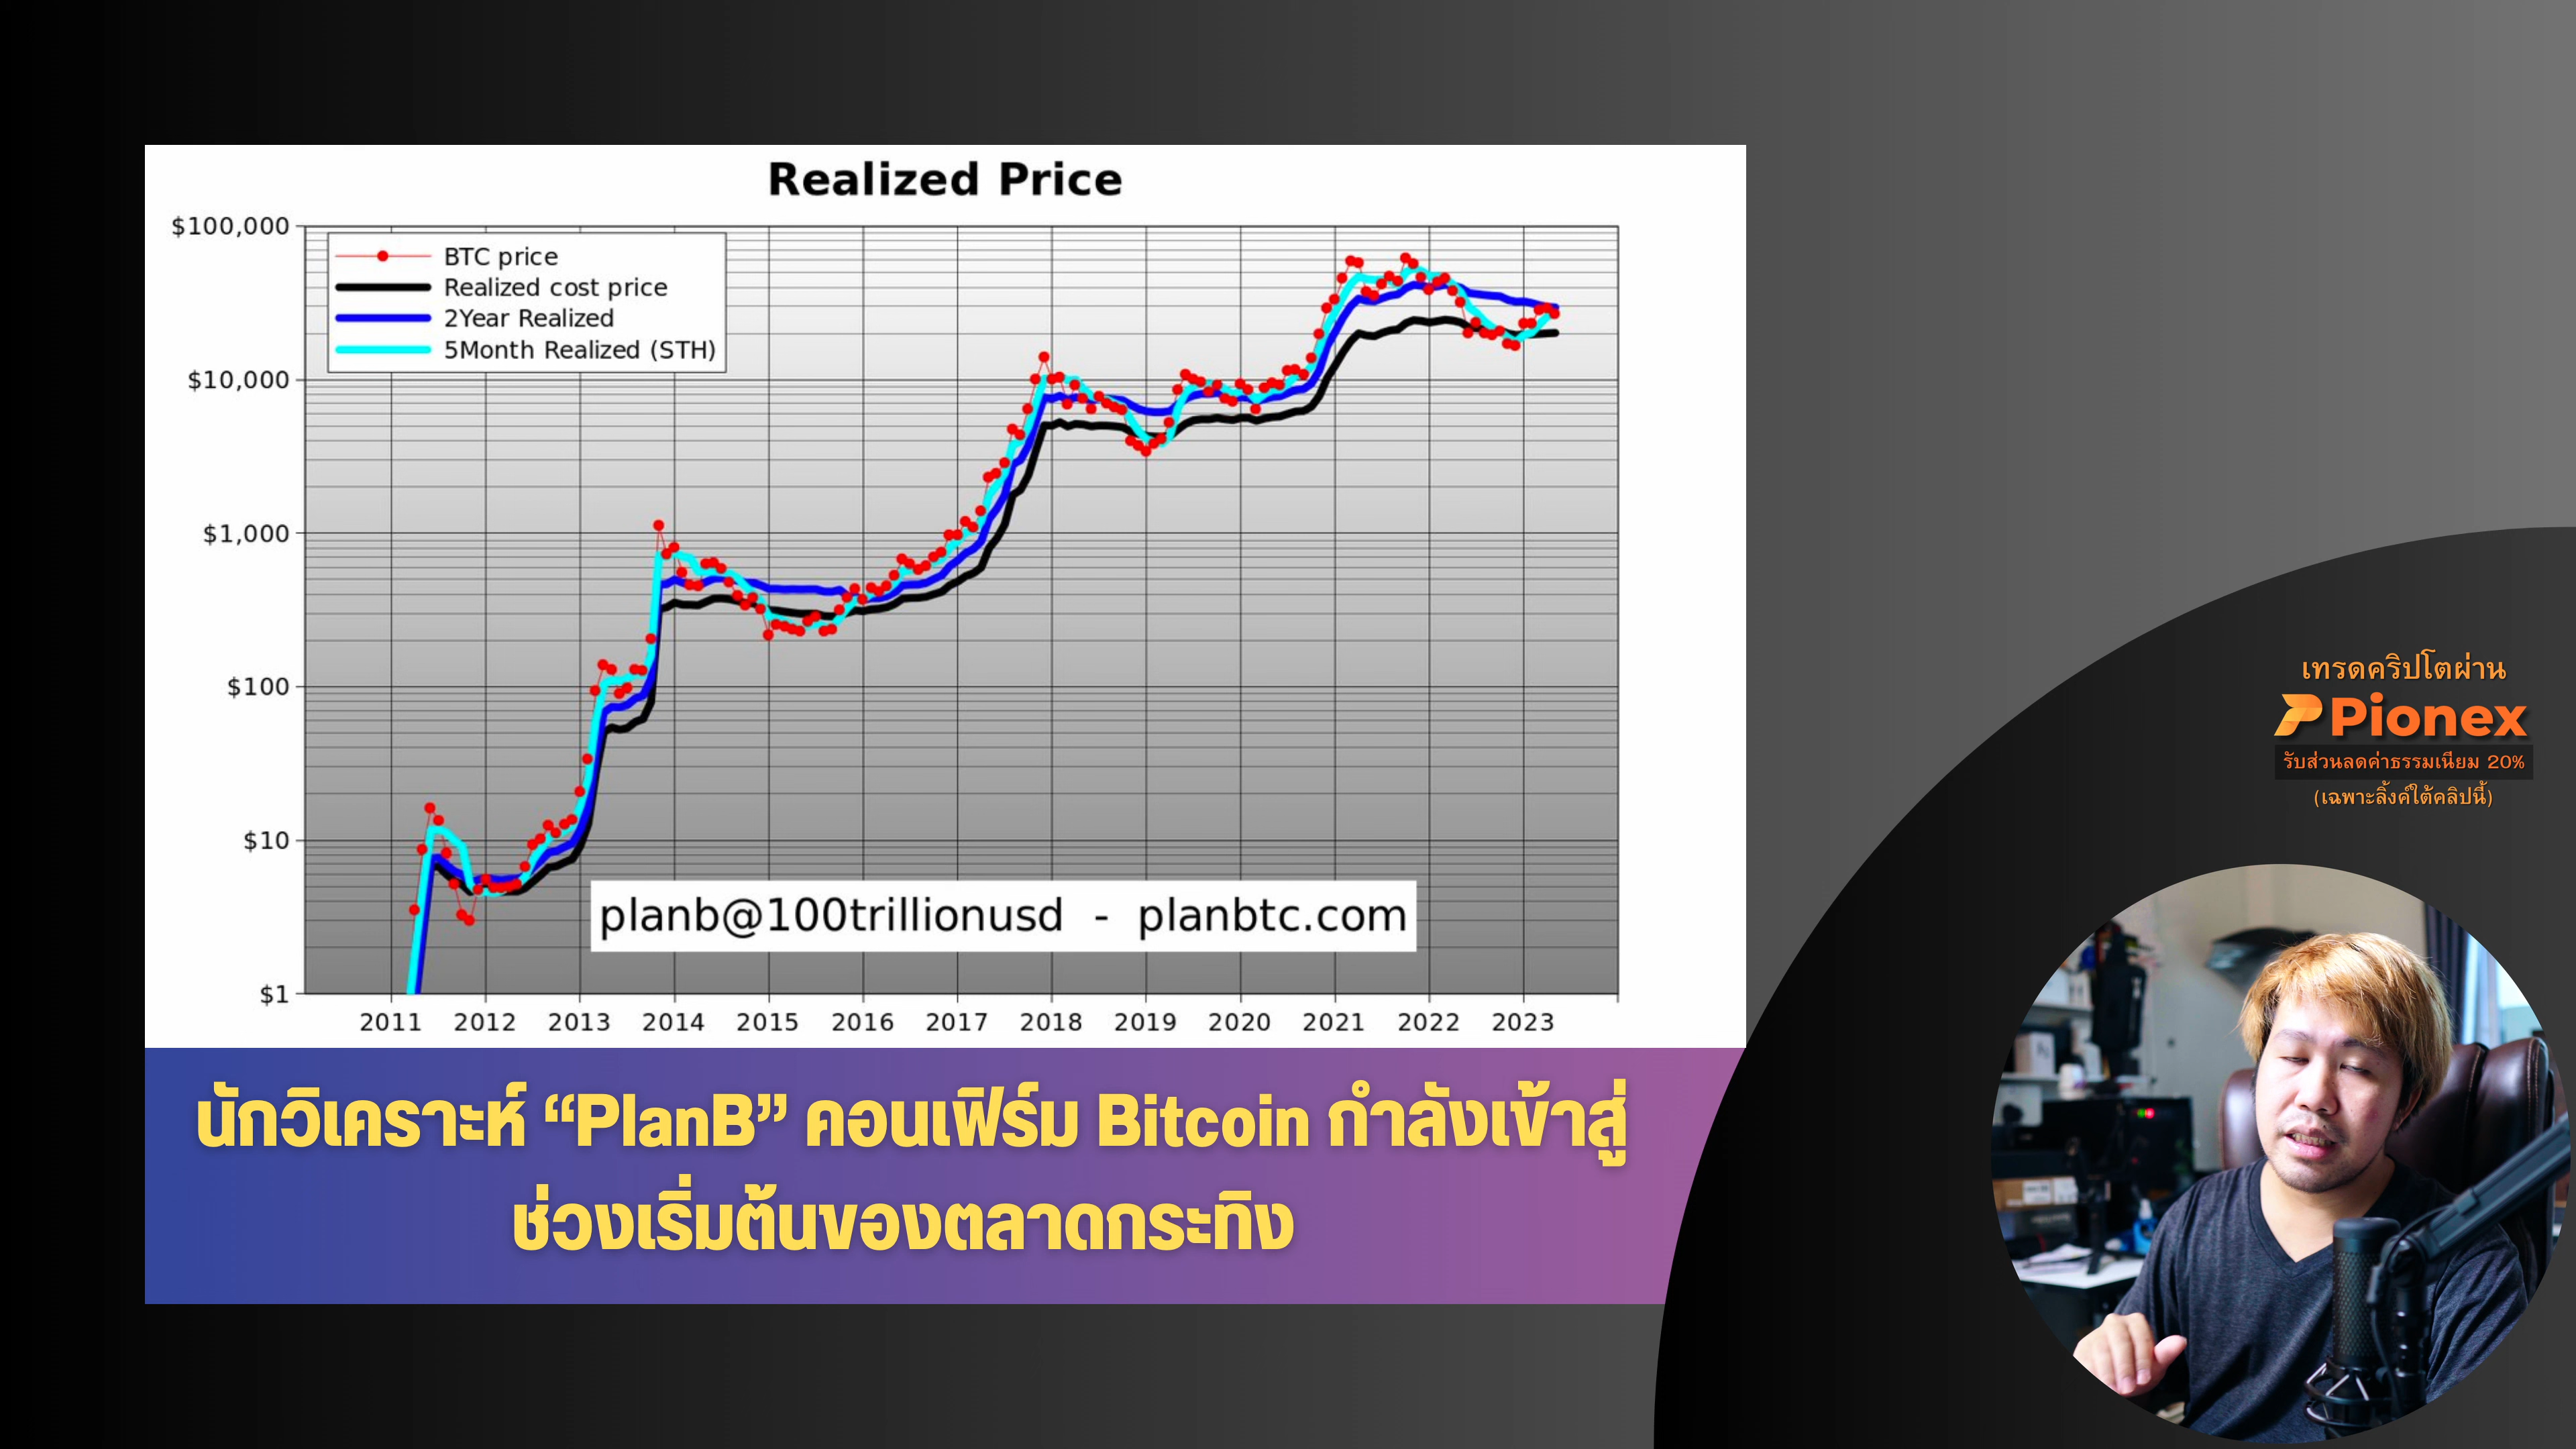 Realized Price
$100,000
$10,000
$1,000
$100
$10
$1
BTC price
Realized cost price
2Year Realized
5Month Realized (STH)
planb@100trillionusd - planbtc.com
2011 2012 2013 2014 2015 2016 2017 2018 2019 2020 2021 2022 2023
นักวิเคราะห์ “PlanB” คอนเฟิร์ม Bitcoin กำลังเข้าสู่
ช่วงเริ่มต้นของตลาดกระทิง
เทรดคริปโตผ่าน
Pionex
รับส่วนลดค่าธรรมเนียม 20%
(เฉพาะลิ้งค์ใต้คลิปนี้)